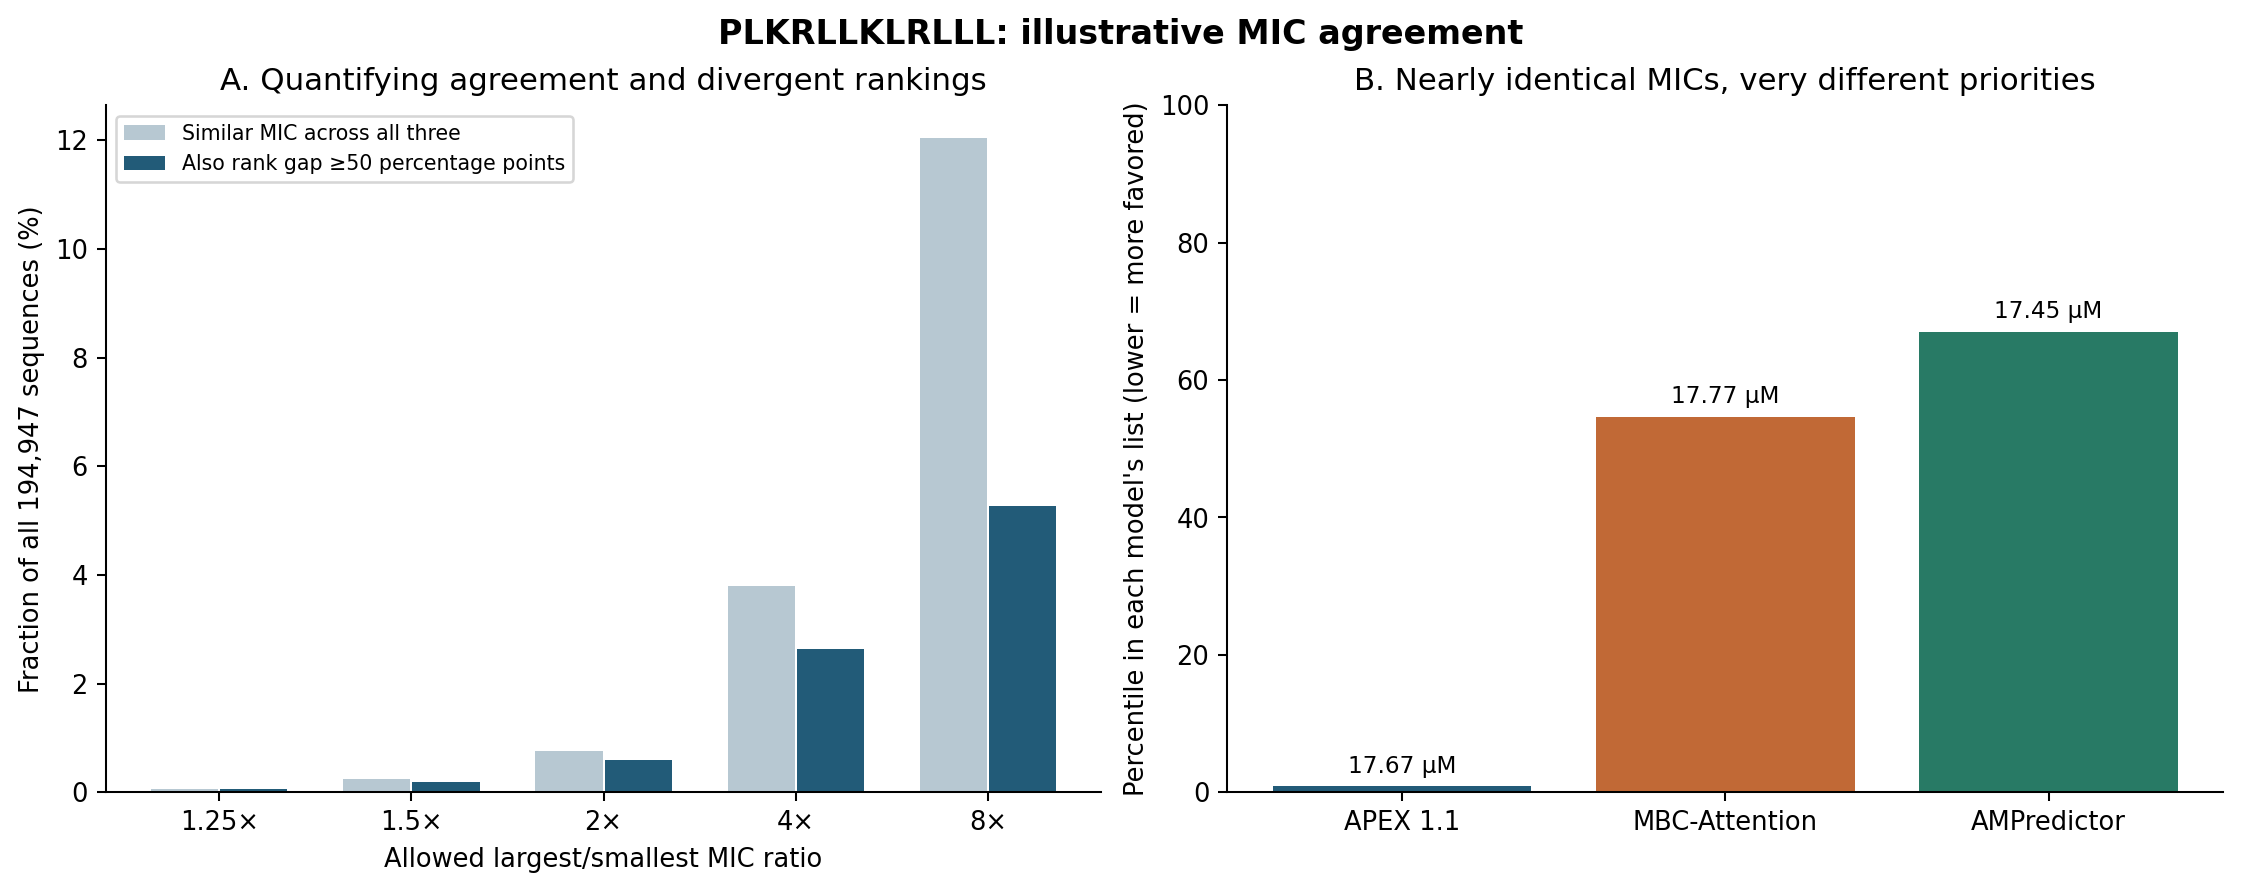 PLKRLLKLRLLL: illustrative MIC agreement
A. Quantifying agreement and divergent rankings
Similar MIC across all three
Also rank gap ≥50 percentage points
Fraction of all 194,947 sequences (%)
12
10
8
6
4
2
0
1.25×
1.5×
2×
4×
8×
Allowed largest/smallest MIC ratio
B. Nearly identical MICs, very different priorities
Percentile in each model's list (lower = more favored)
100
80
60
40
20
0
17.67 μM
17.77 μM
17.45 μM
APEX 1.1
MBC-Attention
AMPredictor